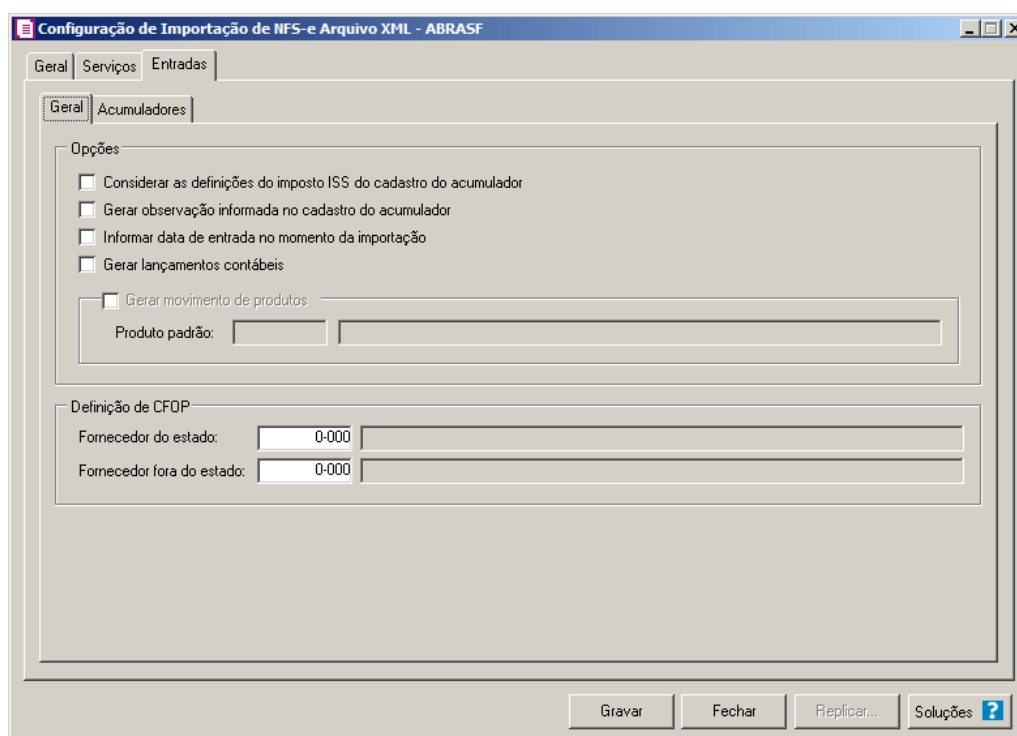 Configuração de Importação de NFS-e Arquivo XML - ABRASF
Geral Serviços Entradas
Geral Acumuladores
Opções
Considerar as definições do imposto ISS do cadastro do acumulador
Gerar observação informada no cadastro do acumulador
Informar data de entrada no momento da importação
Gerar lançamentos contábeis
Gerar movimento de produtos
Produto padrão:
Definição de CFOP
Fornecedor do estado: 0-000
Fornecedor fora do estado: 0-000
Gravar Fechar Replicar... Soluções ?